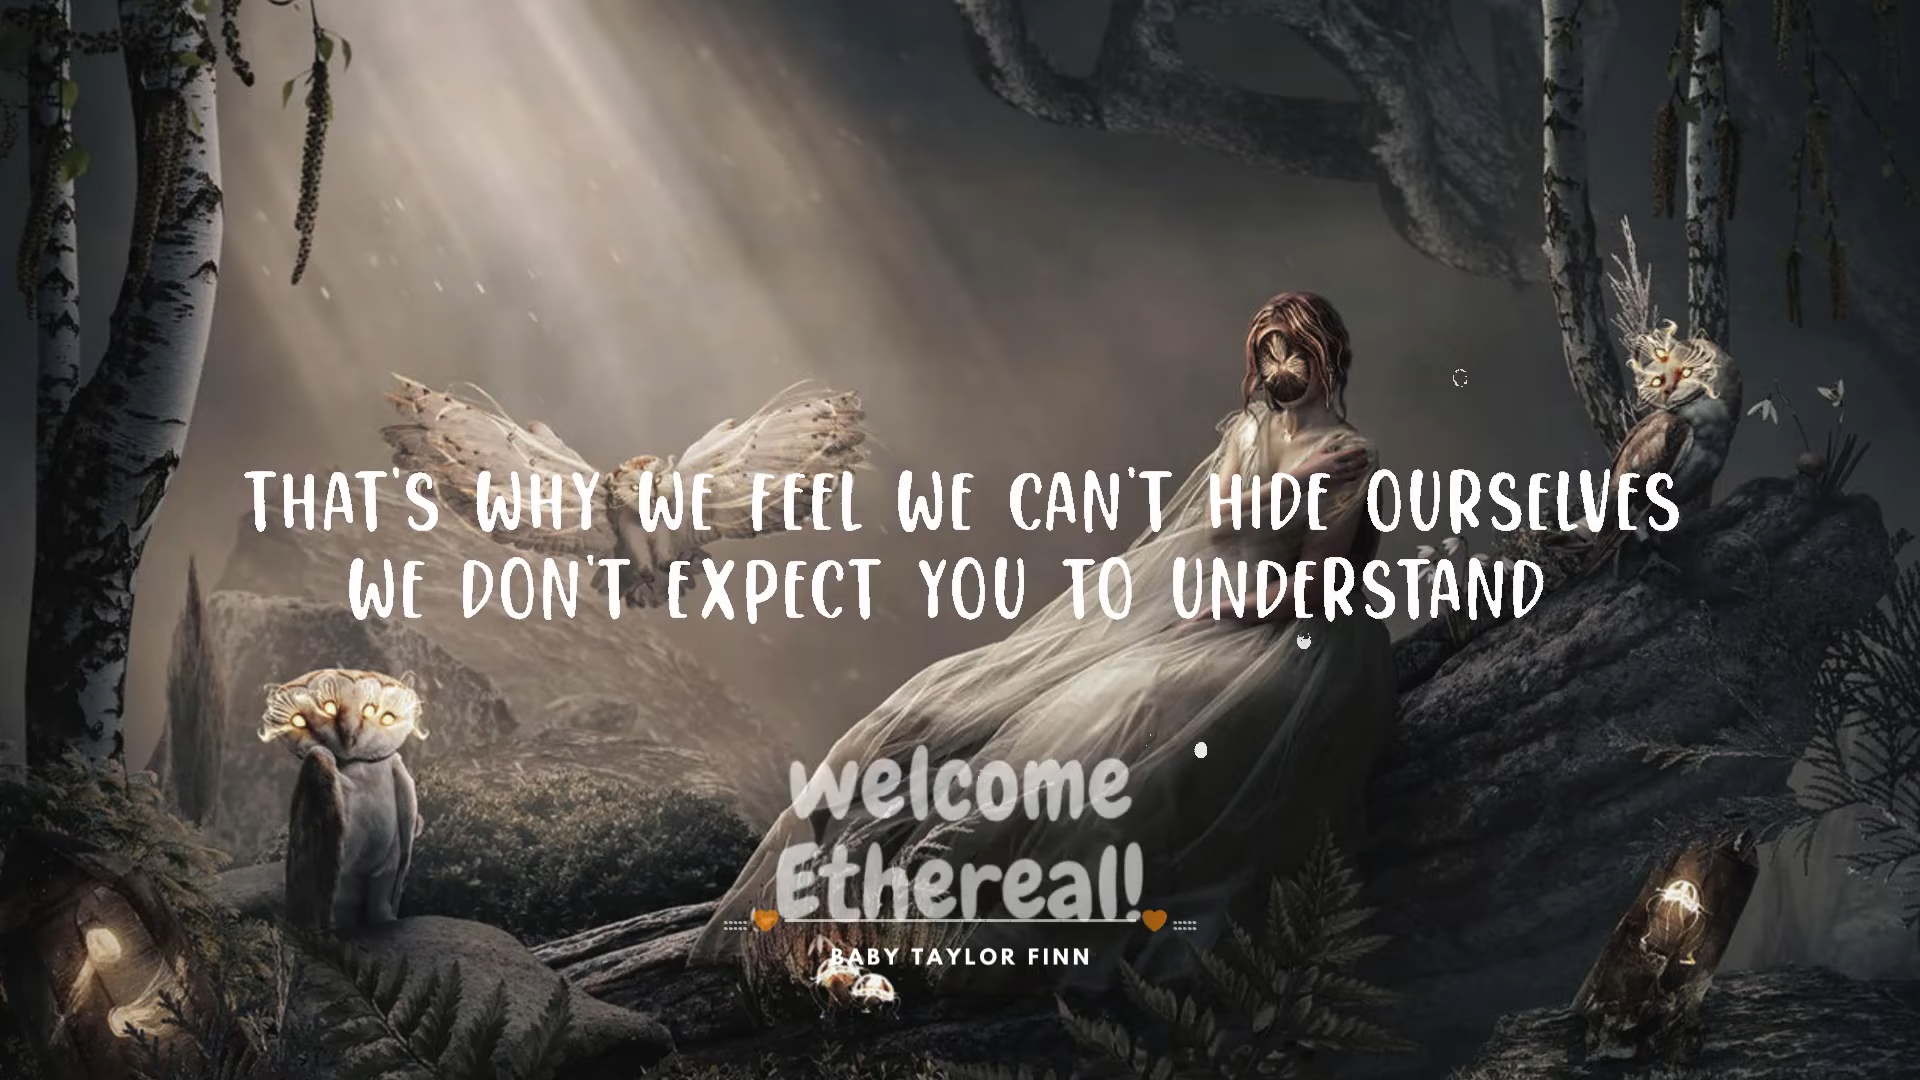 THAT'S WHY WE FEEL WE CAN'T HIDE OURSELVES
WE DON'T EXPECT YOU TO UNDERSTAND
welcome
Ethereal!
BABY TAYLOR FINN